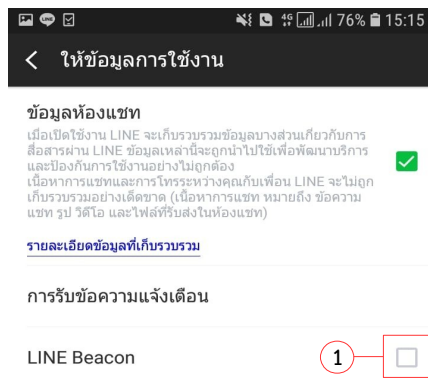 4G 76% 15:15
ให้ข้อมูลการใช้งาน
ข้อมูลห้องแชท
เมื่อเปิดใช้งาน LINE จะเก็บรวบรวมข้อมูลบางส่วนเกี่ยวกับการ
สื่อสารผ่าน LINE ข้อมูลเหล่านี้จะถูกนำไปใช้เพื่อพัฒนาบริการ
และป้องกันการใช้งานอย่างไม่ถูกต้อง
เนื้อหาการแชทและการโทรระหว่างคุณกับเพื่อน LINE จะไม่ถูก
เก็บรวบรวมอย่างเด็ดขาด (เนื้อหาการแชท หมายถึง ข้อความ
แชท รูป วิดีโอ และไฟล์ที่รับส่งในห้องแชท)
รายละเอียดข้อมูลที่เก็บรวบรวม
การรับข้อความแจ้งเตือน
LINE Beacon 1